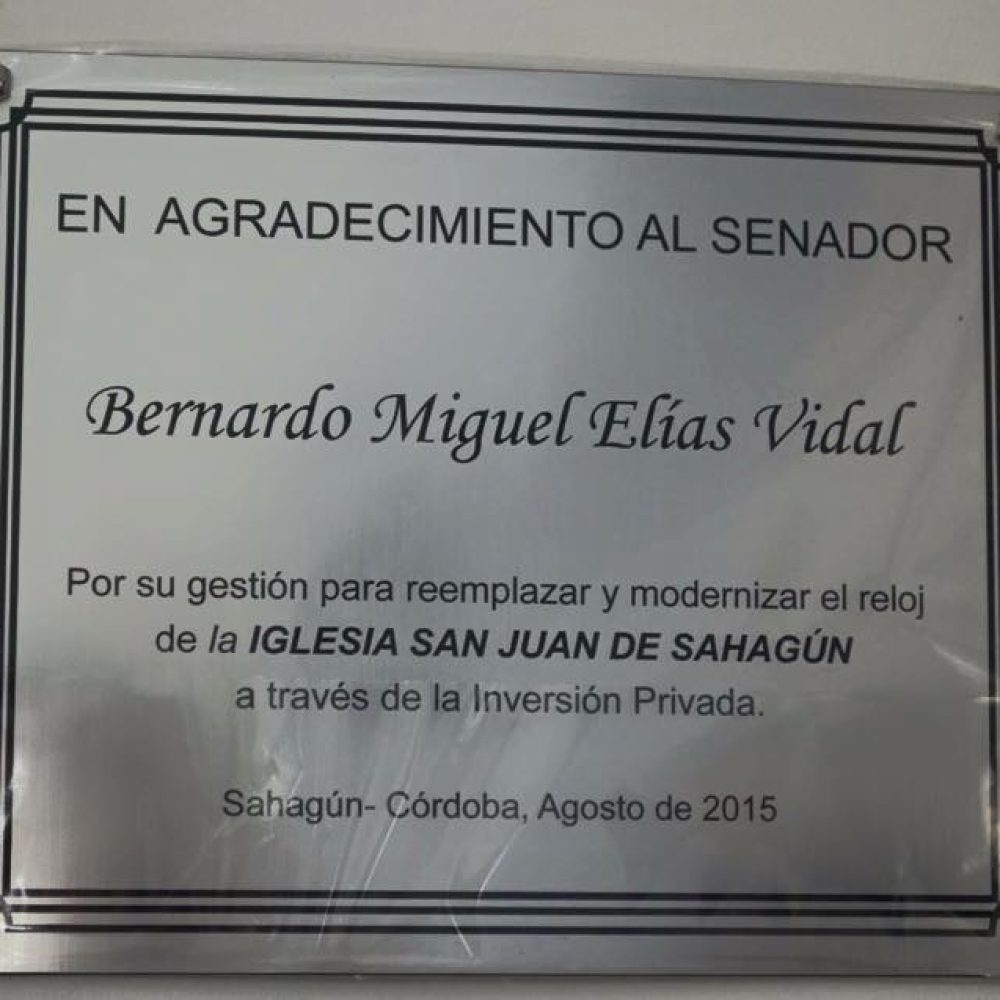 EN AGRADECIMIENTO AL SENADOR
Bernardo Miguel Elías Vidal
Por su gestión para reemplazar y modernizar el reloj
de la IGLESIA SAN JUAN DE SAHAGÚN
a través de la Inversión Privada.
Sahagún- Córdoba, Agosto de 2015